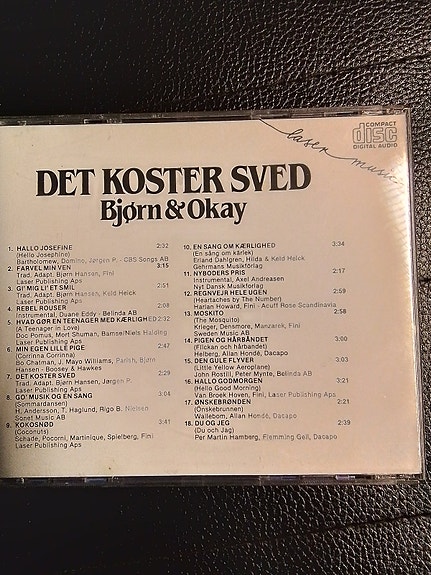 COMPACT
disc
DIGITAL AUDIO
laser music
DET KOSTER SVED
Bjørn & Okay
1. HALLO JOSEFINE 2:32
(Hello Josephino)
Bartholomew, Domino, Jørgen P. - CBS Songs AB
2. FARVEL MIN VEN 3:15
Trad, Adapt. Bjørn Hansen, Fini
Laser Publishing Aps
3. GI' MIG LI' ET SMIL 2:51
Trad, Adapt. Bjørn Hansen, Keld Heick
Laser Publishing Aps
4. REBEL ROUSER 2:08
Instrumental, Duane Eddy - Belinda AB
5. HVAD GØR EN TEENAGER MED KÆRLIGHED 2:32
(A Teenager in Love)
Doc Pomus, Mort Shuman, Bamse/Niels Halding
Laser Publishing Aps
6. MIN EGEN LILLE PIGE 2:47
(Corrinna Corrinna)
Bo Chatman, J. Mayo Williams, Parish, Bjørn
Hansen - Boosey & Hawkes
7. DET KOSTER SVED 2:29
Trad, Adapt. Bjørn Hansen, Jørgen P.
Laser Publishing Aps
8. GO' MUSIK OG EN SANG 3:04
(Sommardansen)
H. Andersson, T. Haglund, Rigo B. Nielsen
Sonet Music AB
9. KOKOSNØD 3:41
(Coconuts)
Schade, Pocorni, Martinique, Spielberg, Fini
Laser Publishing Aps
10. EN SANG OM KÆRLIGHED 3:34
(En sång om kärlek)
Erland Dahlgren, Hilda & Keld Heick
Gehrmans Musikförlag
11. NYBODERS PRIS 2:17
Instrumental, Axel Andreasen
Nyt Dansk Musikforlag
12. REGNVEJR HELE UGEN 2:59
(Heartaches by The Number)
Harlan Howard, Fini - Acuff Rose Scandinavia
13. MOSKITO 2:58
(The Mosquito)
Krieger, Densmore, Manzarek, Fini
Sweden Music AB
14. PIGEN OG HÅRBÅNDET 3:00
(Flickan och hårbandet)
Helberg, Allan Hondé, Dacapo
15. DEN GULE FLYVER 3:03
(Little Yellow Aeroplane)
John Rostill, Peter Mynte, Belinda AB
16. HALLO GODMORGEN 3:21
(Hello Good Morning)
Van Broek Hoven, Fini, Laser Publishing Aps
17. ØNSKEBRØNDEN 2:21
(Önskebrunnen)
Wallebom, Allan Hondé, Dacapo
18. DU OG JEG 2:39
(Du och Jag)
Per Martin Hamberg, Flemming Geill, Dacapo